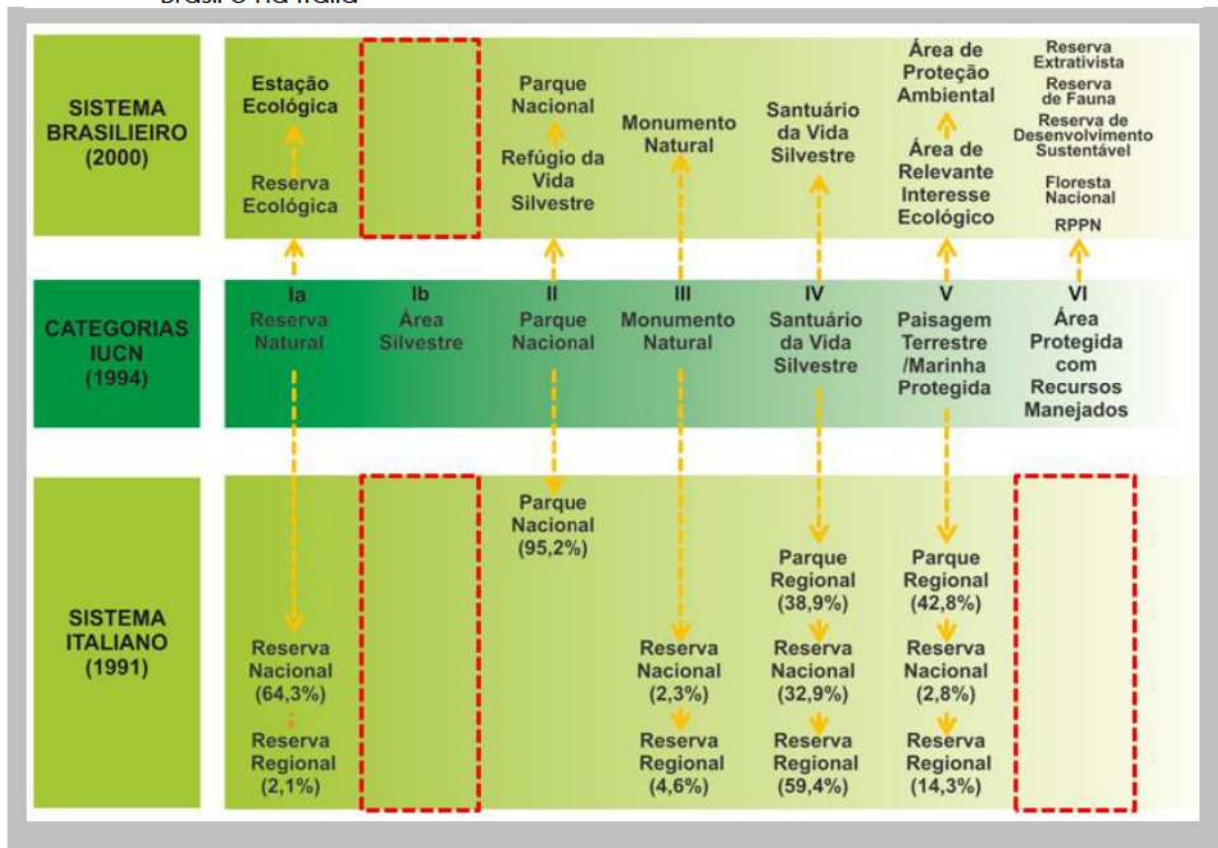 Brasil e na Itália
SISTEMA
BRASILIEIRO
(2000)
Estação
Ecológica
Reserva
Ecológica
Parque
Nacional
Refúgio da
Vida
Silvestre
Monumento
Natural
Santuário
da Vida
Silvestre
Área de
Proteção
Ambiental
Área de
Relevante
Interesse
Ecológico
Reserva
Extrativista
Reserva
de Fauna
Reserva de
Desenvolvimento
Sustentável
Floresta
Nacional
RPPN
CATEGORIAS
IUCN
(1994)
Ia
Reserva
Natural
Ib
Área
Silvestre
II
Parque
Nacional
III
Monumento
Natural
IV
Santuário
da Vida
Silvestre
V
Paisagem
Terrestre
/Marinha
Protegida
VI
Área
Protegida
com
Recursos
Manejados
SISTEMA
ITALIANO
(1991)
Reserva
Nacional
(64,3%)
Reserva
Regional
(2,1%)
Parque
Nacional
(95,2%)
Reserva
Nacional
(2,3%)
Reserva
Regional
(4,6%)
Parque
Regional
(38,9%)
Reserva
Nacional
(32,9%)
Reserva
Regional
(59,4%)
Parque
Regional
(42,8%)
Reserva
Nacional
(2,8%)
Reserva
Regional
(14,3%)